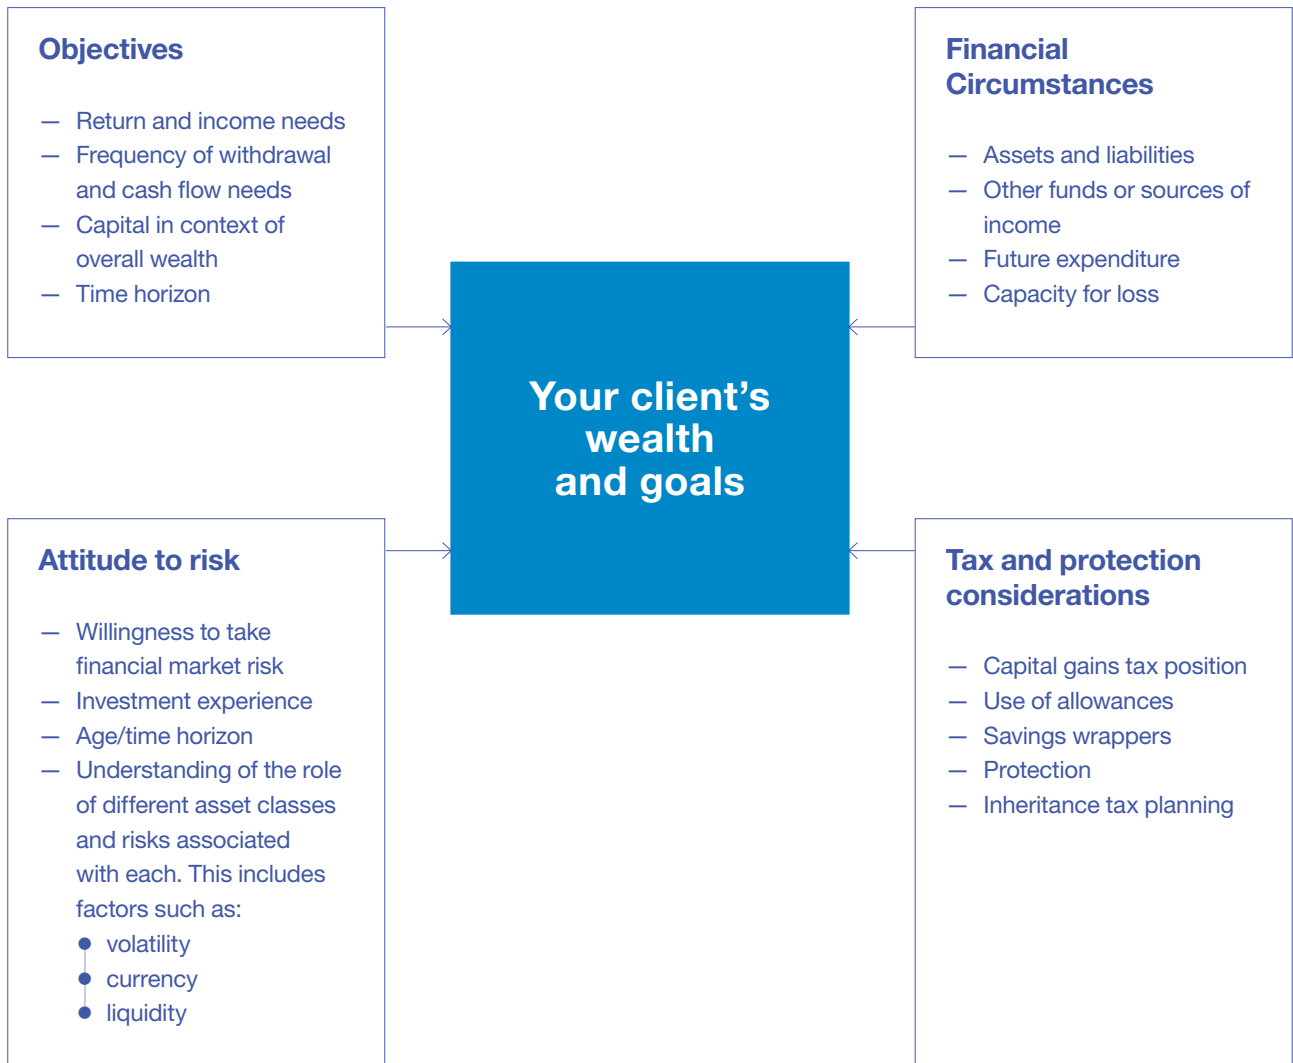 Objectives
— Return and income needs
— Frequency of withdrawal
and cash flow needs
— Capital in context of
overall wealth
— Time horizon
Financial
Circumstances
— Assets and liabilities
— Other funds or sources of
income
— Future expenditure
— Capacity for loss
Your client’s
wealth
and goals
Attitude to risk
— Willingness to take
financial market risk
— Investment experience
— Age/time horizon
— Understanding of the role
of different asset classes
and risks associated
with each. This includes
factors such as:
● volatility
● currency
● liquidity
Tax and protection
considerations
— Capital gains tax position
— Use of allowances
— Savings wrappers
— Protection
— Inheritance tax planning